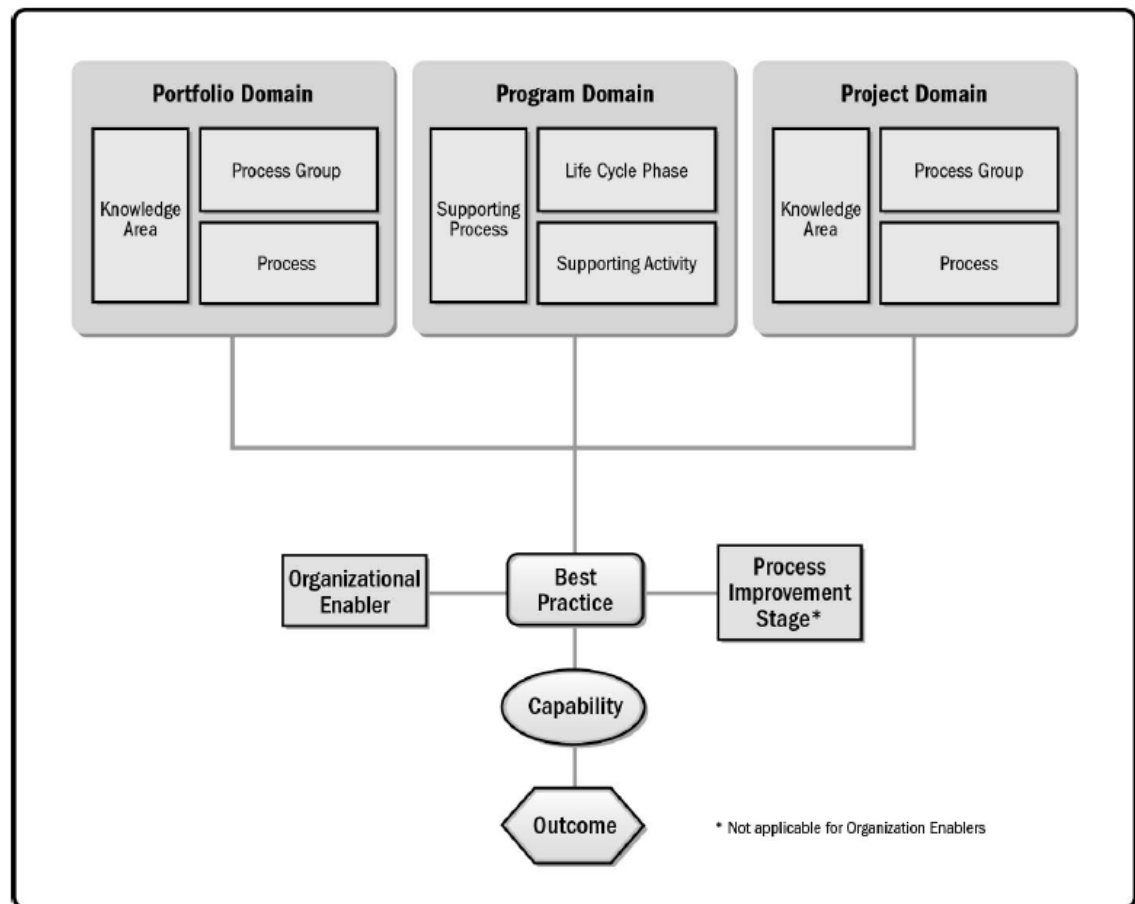 Portfolio Domain
Knowledge
Area
Process Group
Process
Program Domain
Supporting
Process
Life Cycle Phase
Supporting Activity
Project Domain
Knowledge
Area
Process Group
Process
Organizational
Enabler
Best
Practice
Process
Improvement
Stage*
Capability
Outcome
* Not applicable for Organization Enablers